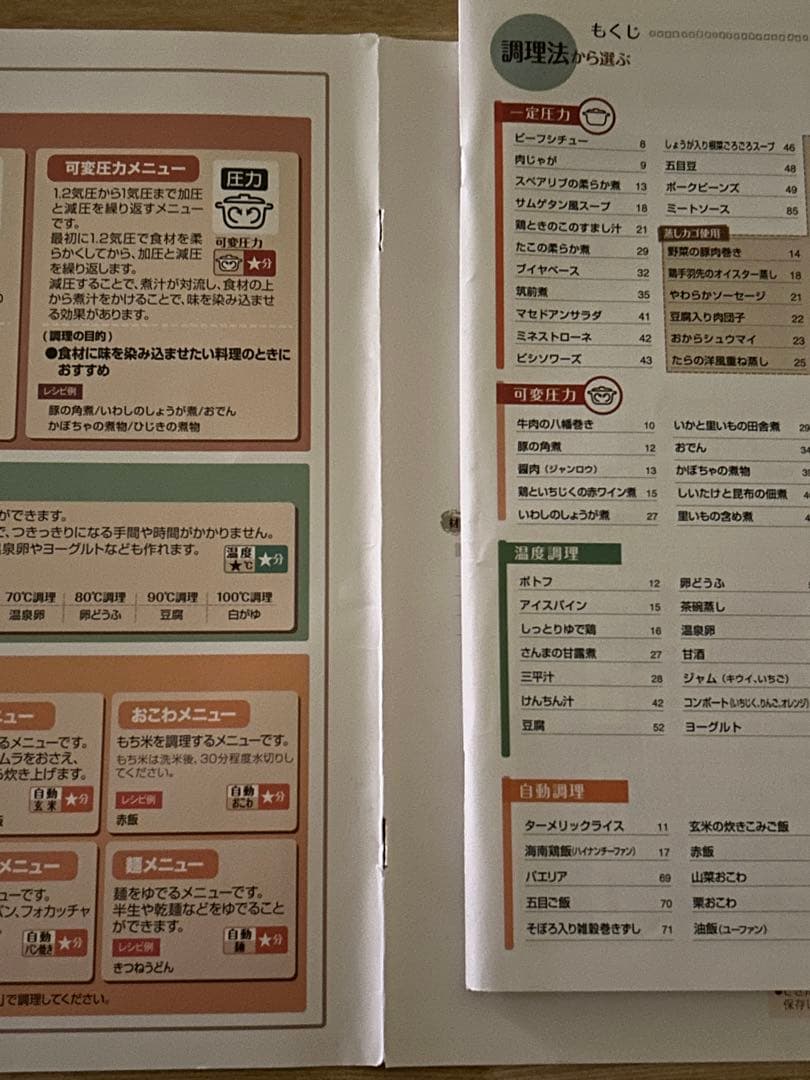 可変圧力メニュー
1.2気圧から1気圧まで加圧
と減圧を繰り返すメニュー
です。
最初に1.2気圧で食材を柔
らかくしてから、加圧と減圧
を繰り返します。
減圧することで、煮汁が対流し、食材の上
から煮汁をかけることで、味を染み込ませ
る効果があります。
圧力
可変圧力
★分
(調理の目的)
●食材に味を染み込ませたい料理のときに
おすすめ
レシピ例
豚の角煮/いわしのしょうが煮/おでん
かぼちゃの煮物/ひじきの煮物
ができます。
で、つきっきりになる手間や時間がかかりません。
温泉卵やヨーグルトなども作れます。
温度
★℃
★分
70℃調理 80℃調理 90℃調理 100℃調理
温泉卵 卵どうふ 豆腐 白がゆ
ニュー
るメニューです。
ムラをおさえ、
炊き上げます。
自動
玄米
★分
おこわメニュー
もち米を調理するメニューです。
もち米は洗米後、30分程度水切りし
てください。
レシピ例
赤飯
自動
おこわ
★分
メニュー
ューです。
パン、フォカッチャ
自動
パン焼き
★分
麺メニュー
麺をゆでるメニューです。
半生や乾麺などをゆでること
ができます。
レシピ例
きつねうどん
自動
麺
★分
で調理してください。
もくじ
調理法から選ぶ
一定圧力
ビーフシチュー 8
肉じゃが 9
スペアリブの柔らか煮 13
サムゲタン風スープ 18
鶏ときのこのすまし汁 21
たこの柔らか煮 29
ブイヤベース 32
筑前煮 35
マセドアンサラダ 41
ミネストローネ 42
ビシソワーズ 43
しょうが入り根菜ごろごろスープ 46
五目豆 48
ポークビーンズ 49
ミートソース 85
蒸しカゴ使用
野菜の豚肉巻き 14
鶏手羽先のオイスター蒸し 18
やわらかソーセージ 21
豆腐入り肉団子 22
おからシュウマイ 23
たらの洋風重ね蒸し 25
可変圧力
牛肉の八幡巻き 10
豚の角煮 12
醤肉(ジャンロウ) 13
鶏といちじくの赤ワイン煮 15
いわしのしょうが煮 27
いかと里いもの田舎煮 29
おでん 34
かぼちゃの煮物
しいたけと昆布の佃煮
里いもの含め煮
温度調理
ポトフ 12
アイスバイン 15
しっとりゆで鶏 16
さんまの甘露煮 27
三平汁 28
けんちん汁 42
豆腐 52
卵どうふ
茶碗蒸し
温泉卵
甘酒
ジャム(キウイ、いちご)
コンポート(いちじく、りんご、オレンジ)
ヨーグルト
自動調理
ターメリックライス 11
海南鶏飯(ハイナンチーファン) 17
パエリア 69
五目ご飯 70
そぼろ入り雑穀巻きずし 71
玄米の炊きこみご飯
赤飯
山菜おこわ
栗おこわ
油飯(ユーファン)
保存